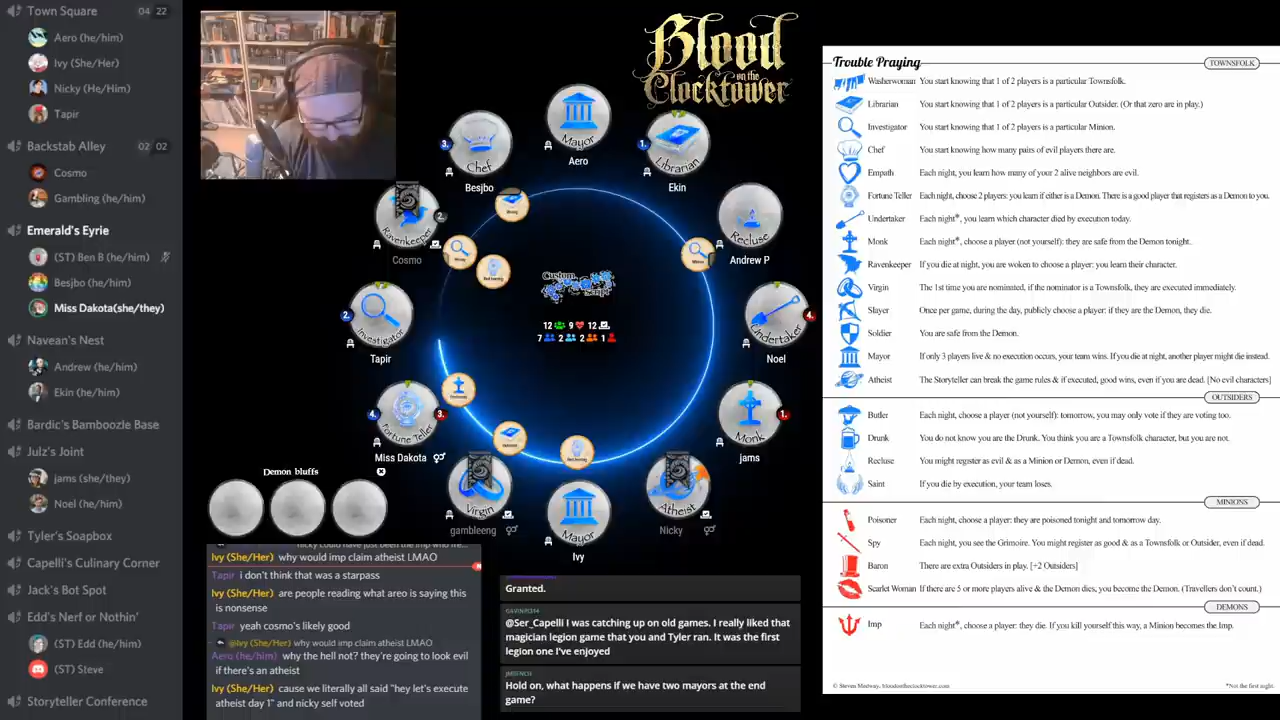 Town Square
04 22
Aero (he/him)
Ivy (She/Her)
Nicky (He/Him)
Tapir
Backstab Alley
02 02
Cosmo
Gambling (he/him)
Emerald's Eyrie
(ST) Ben B (he/him)
Besjbo (he/him)
Miss Dakota(she/they)
Navean's Nest
Andrew (he/him)
Ekin (he/him)
Bardic's Bamboozle Base
Julz's Joint
jams (she/they)
Noel (he/him)
Tyler's Soapbox
Capelli's Culinary Corner
Jack's Bot Spot
Edd's Nerf or Nothin'
(ST) Edd (he/him)
(ST) Steve
Storyteller Conference
Blood
on the
Clocktower
Mayor
Aero
Chef
Besjbo
3.
Librarian
Ekin
1.
Ravenkeeper
Cosmo
2.
Recluse
Andrew P
Investigator
Tapir
2.
Undertaker
Noel
4.
Fortune Teller
Miss Dakota
4.
3.
Monk
jams
1.
Virgin
gambleeng
Mayor
Ivy
Atheist
Nicky
Custom
Script
12 9 12
7 2 2 1
Demon bluffs
Ivy (She/Her) why would imp claim atheist LMAO
Tapir i don't think that was a starpass
Ivy (She/Her) are people reading what areo is saying this
is nonsense
Tapir yeah cosmo's likely good
@Ivy (She/Her) why would imp claim atheist LMAO
Aero (he/him) why the hell not? they're going to look evil
if there's an atheist
Ivy (She/Her) cause we literally all said "hey let's execute
atheist day 1" and nicky self voted
Granted.
@Ser_Capelli I was catching up on old games. I really liked that
magician legion game that you and Tyler ran. It was the first
legion one I've enjoyed
Hold on, what happens if we have two mayors at the end
game?
Trouble Praying
TOWNSFOLK
Washerwoman You start knowing that 1 of 2 players is a particular Townsfolk.
Librarian You start knowing that 1 of 2 players is a particular Outsider. (Or that zero are in play.)
Investigator You start knowing that 1 of 2 players is a particular Minion.
Chef You start knowing how many pairs of evil players there are.
Empath Each night, you learn how many of your 2 alive neighbors are evil.
Fortune Teller Each night, choose 2 players: you learn if either is a Demon. There is a good player that registers as a Demon to you.
Undertaker Each night*, you learn which character died by execution today.
Monk Each night*, choose a player (not yourself): they are safe from the Demon tonight.
Ravenkeeper If you die at night, you are woken to choose a player: you learn their character.
Virgin The 1st time you are nominated, if the nominator is a Townsfolk, they are executed immediately.
Slayer Once per game, during the day, publicly choose a player: if they are the Demon, they die.
Soldier You are safe from the Demon.
Mayor If only 3 players live & no execution occurs, your team wins. If you die at night, another player might die instead.
Atheist The Storyteller can break the game rules & if executed, good wins, even if you are dead. [No evil characters]
OUTSIDERS
Butler Each night, choose a player (not yourself): tomorrow, you may only vote if they are voting too.
Drunk You do not know you are the Drunk. You think you are a Townsfolk character, but you are not.
Recluse You might register as evil & as a Minion or Demon, even if dead.
Saint If you die by execution, your team loses.
MINIONS
Poisoner Each night, choose a player: they are poisoned tonight and tomorrow day.
Spy Each night, you see the Grimoire. You might register as good & as a Townsfolk or Outsider, even if dead.
Baron There are extra Outsiders in play. [+2 Outsiders]
Scarlet Woman If there are 5 or more players alive & the Demon dies, you become the Demon. (Travellers don't count.)
DEMONS
Imp Each night*, choose a player: they die. If you kill yourself this way, a Minion becomes the Imp.
© Steven Medway, bloodontheclocktower.com
*Not the first night.